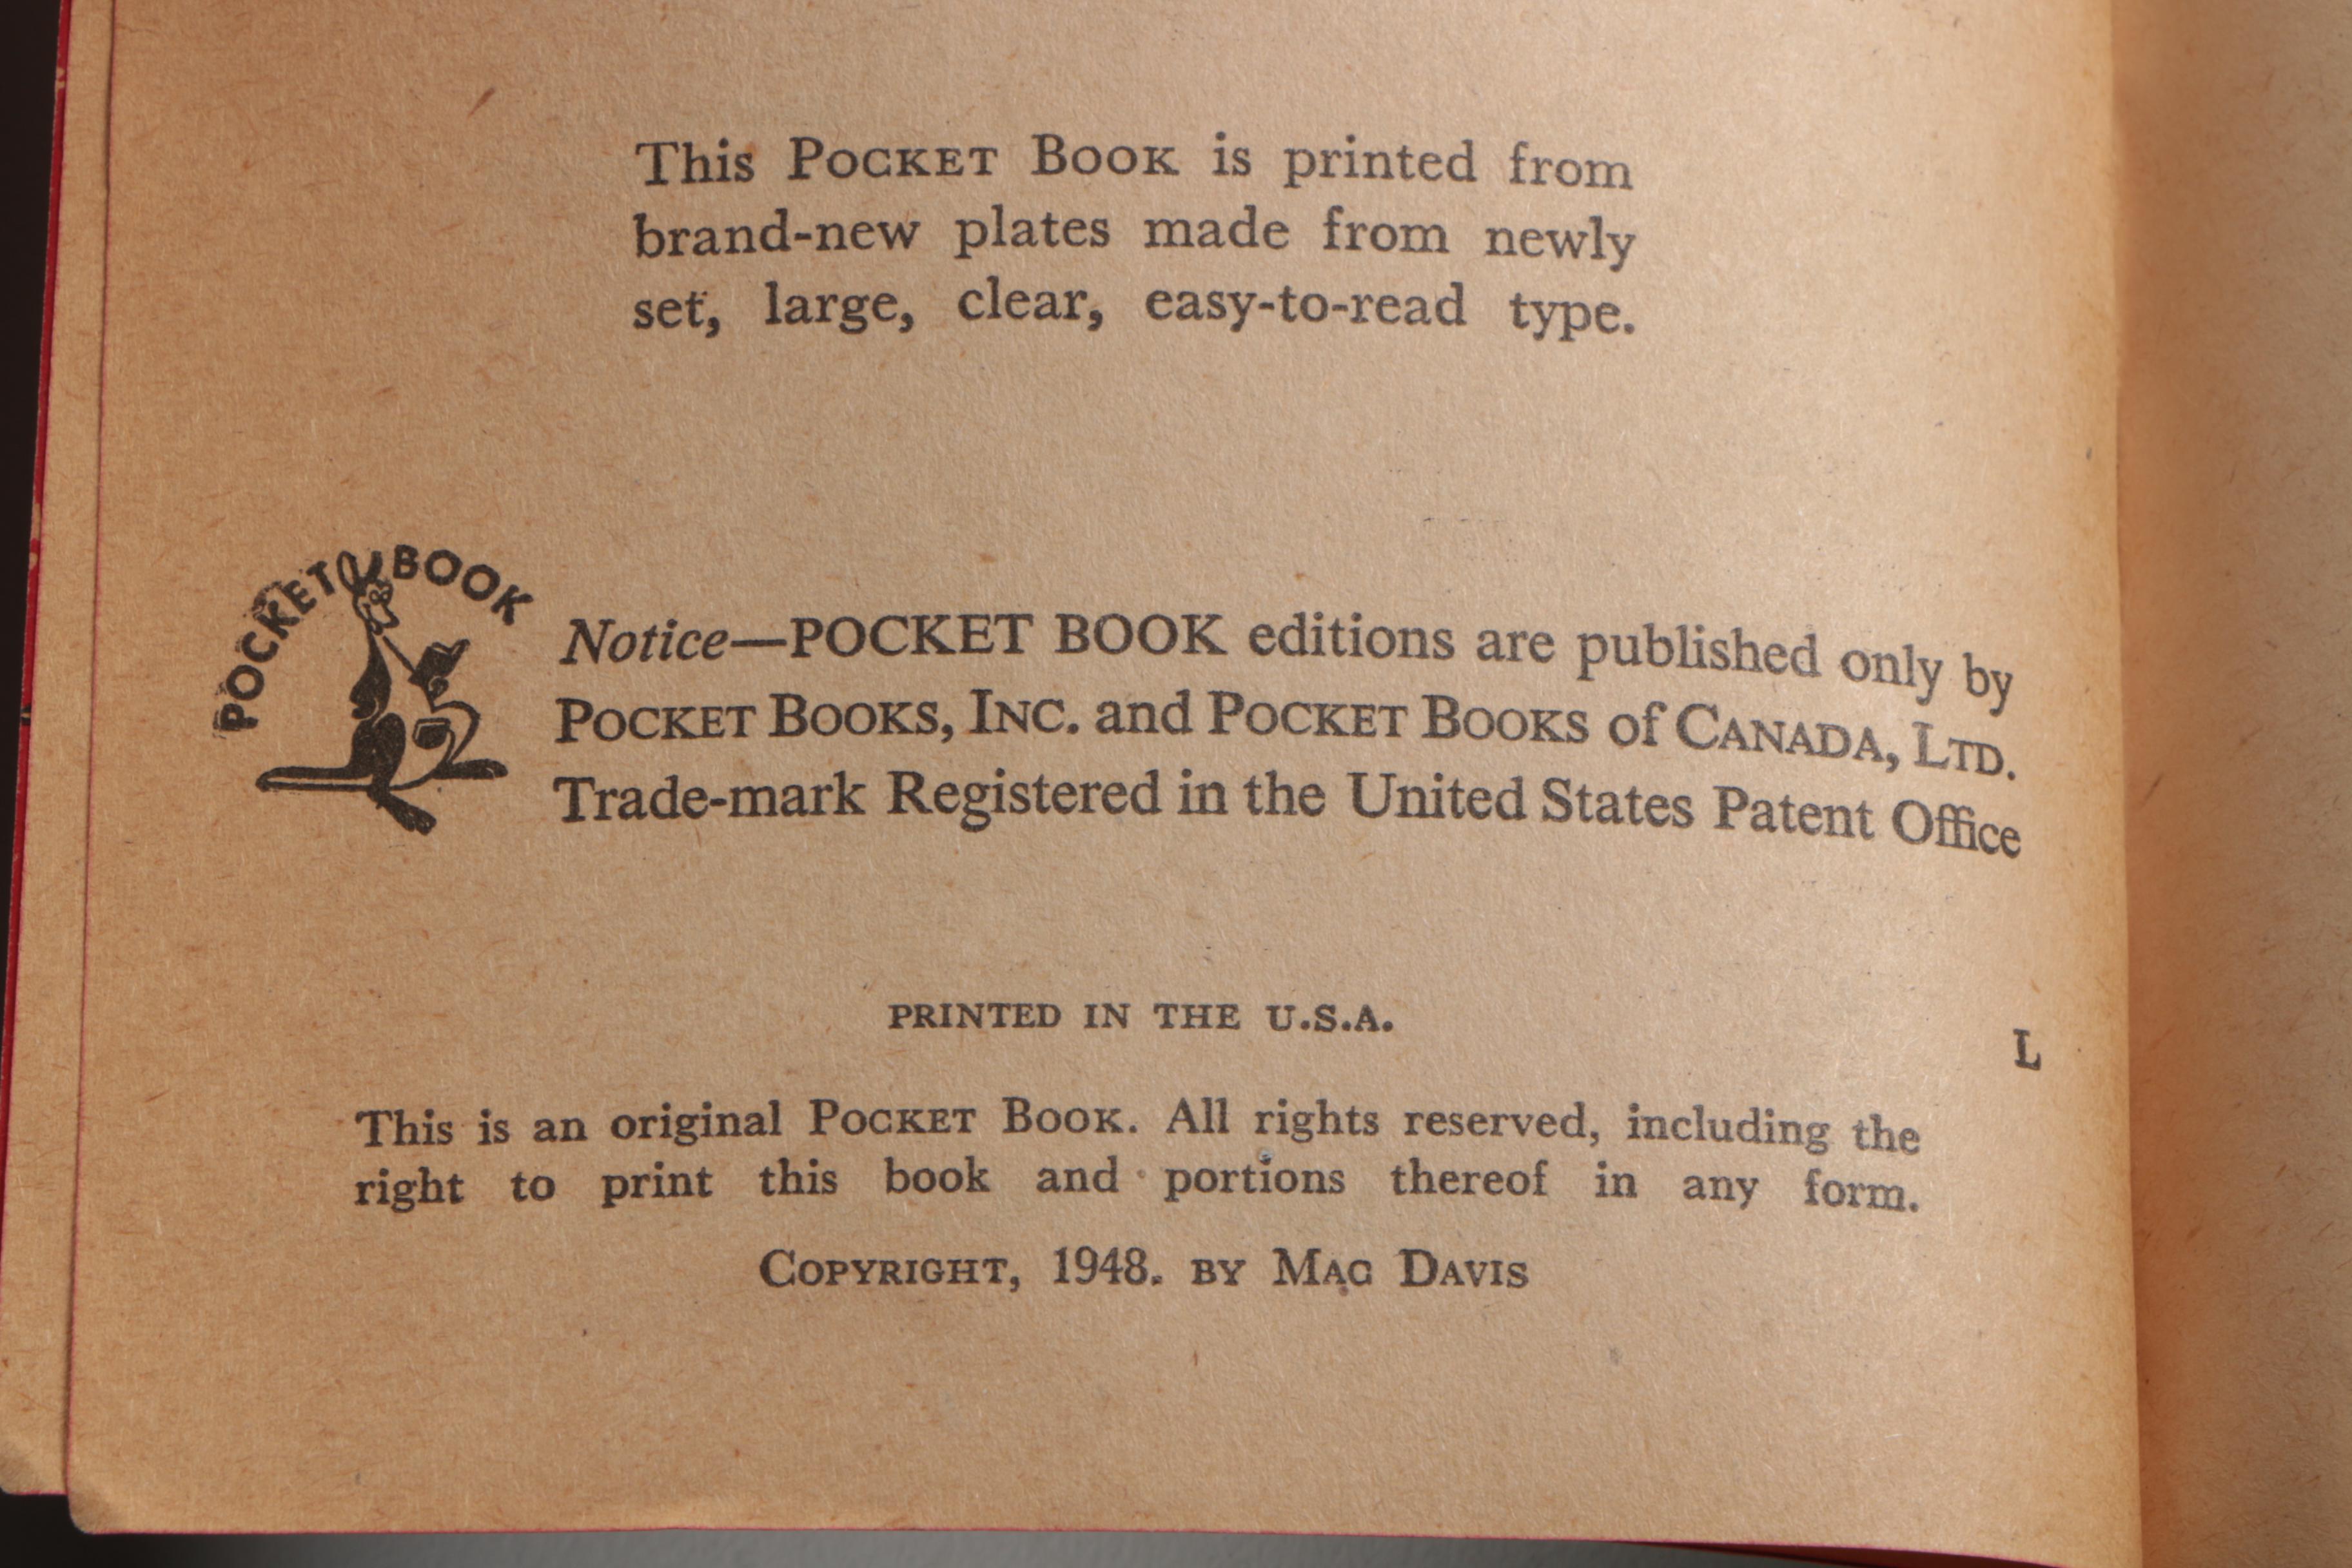 This POCKET BOOK is printed from
brand-new plates made from newly
set, large, clear, easy-to-read type.
POCKET BOOK
Notice—POCKET BOOK editions are published only by
POCKET BOOKS, INC. and POCKET BOOKS of CANADA, LTD.
Trade-mark Registered in the United States Patent Office
PRINTED IN THE U.S.A.
L
This is an original POCKET BOOK. All rights reserved, including the
right to print this book and portions thereof in any form.
COPYRIGHT, 1948. BY MAC DAVIS